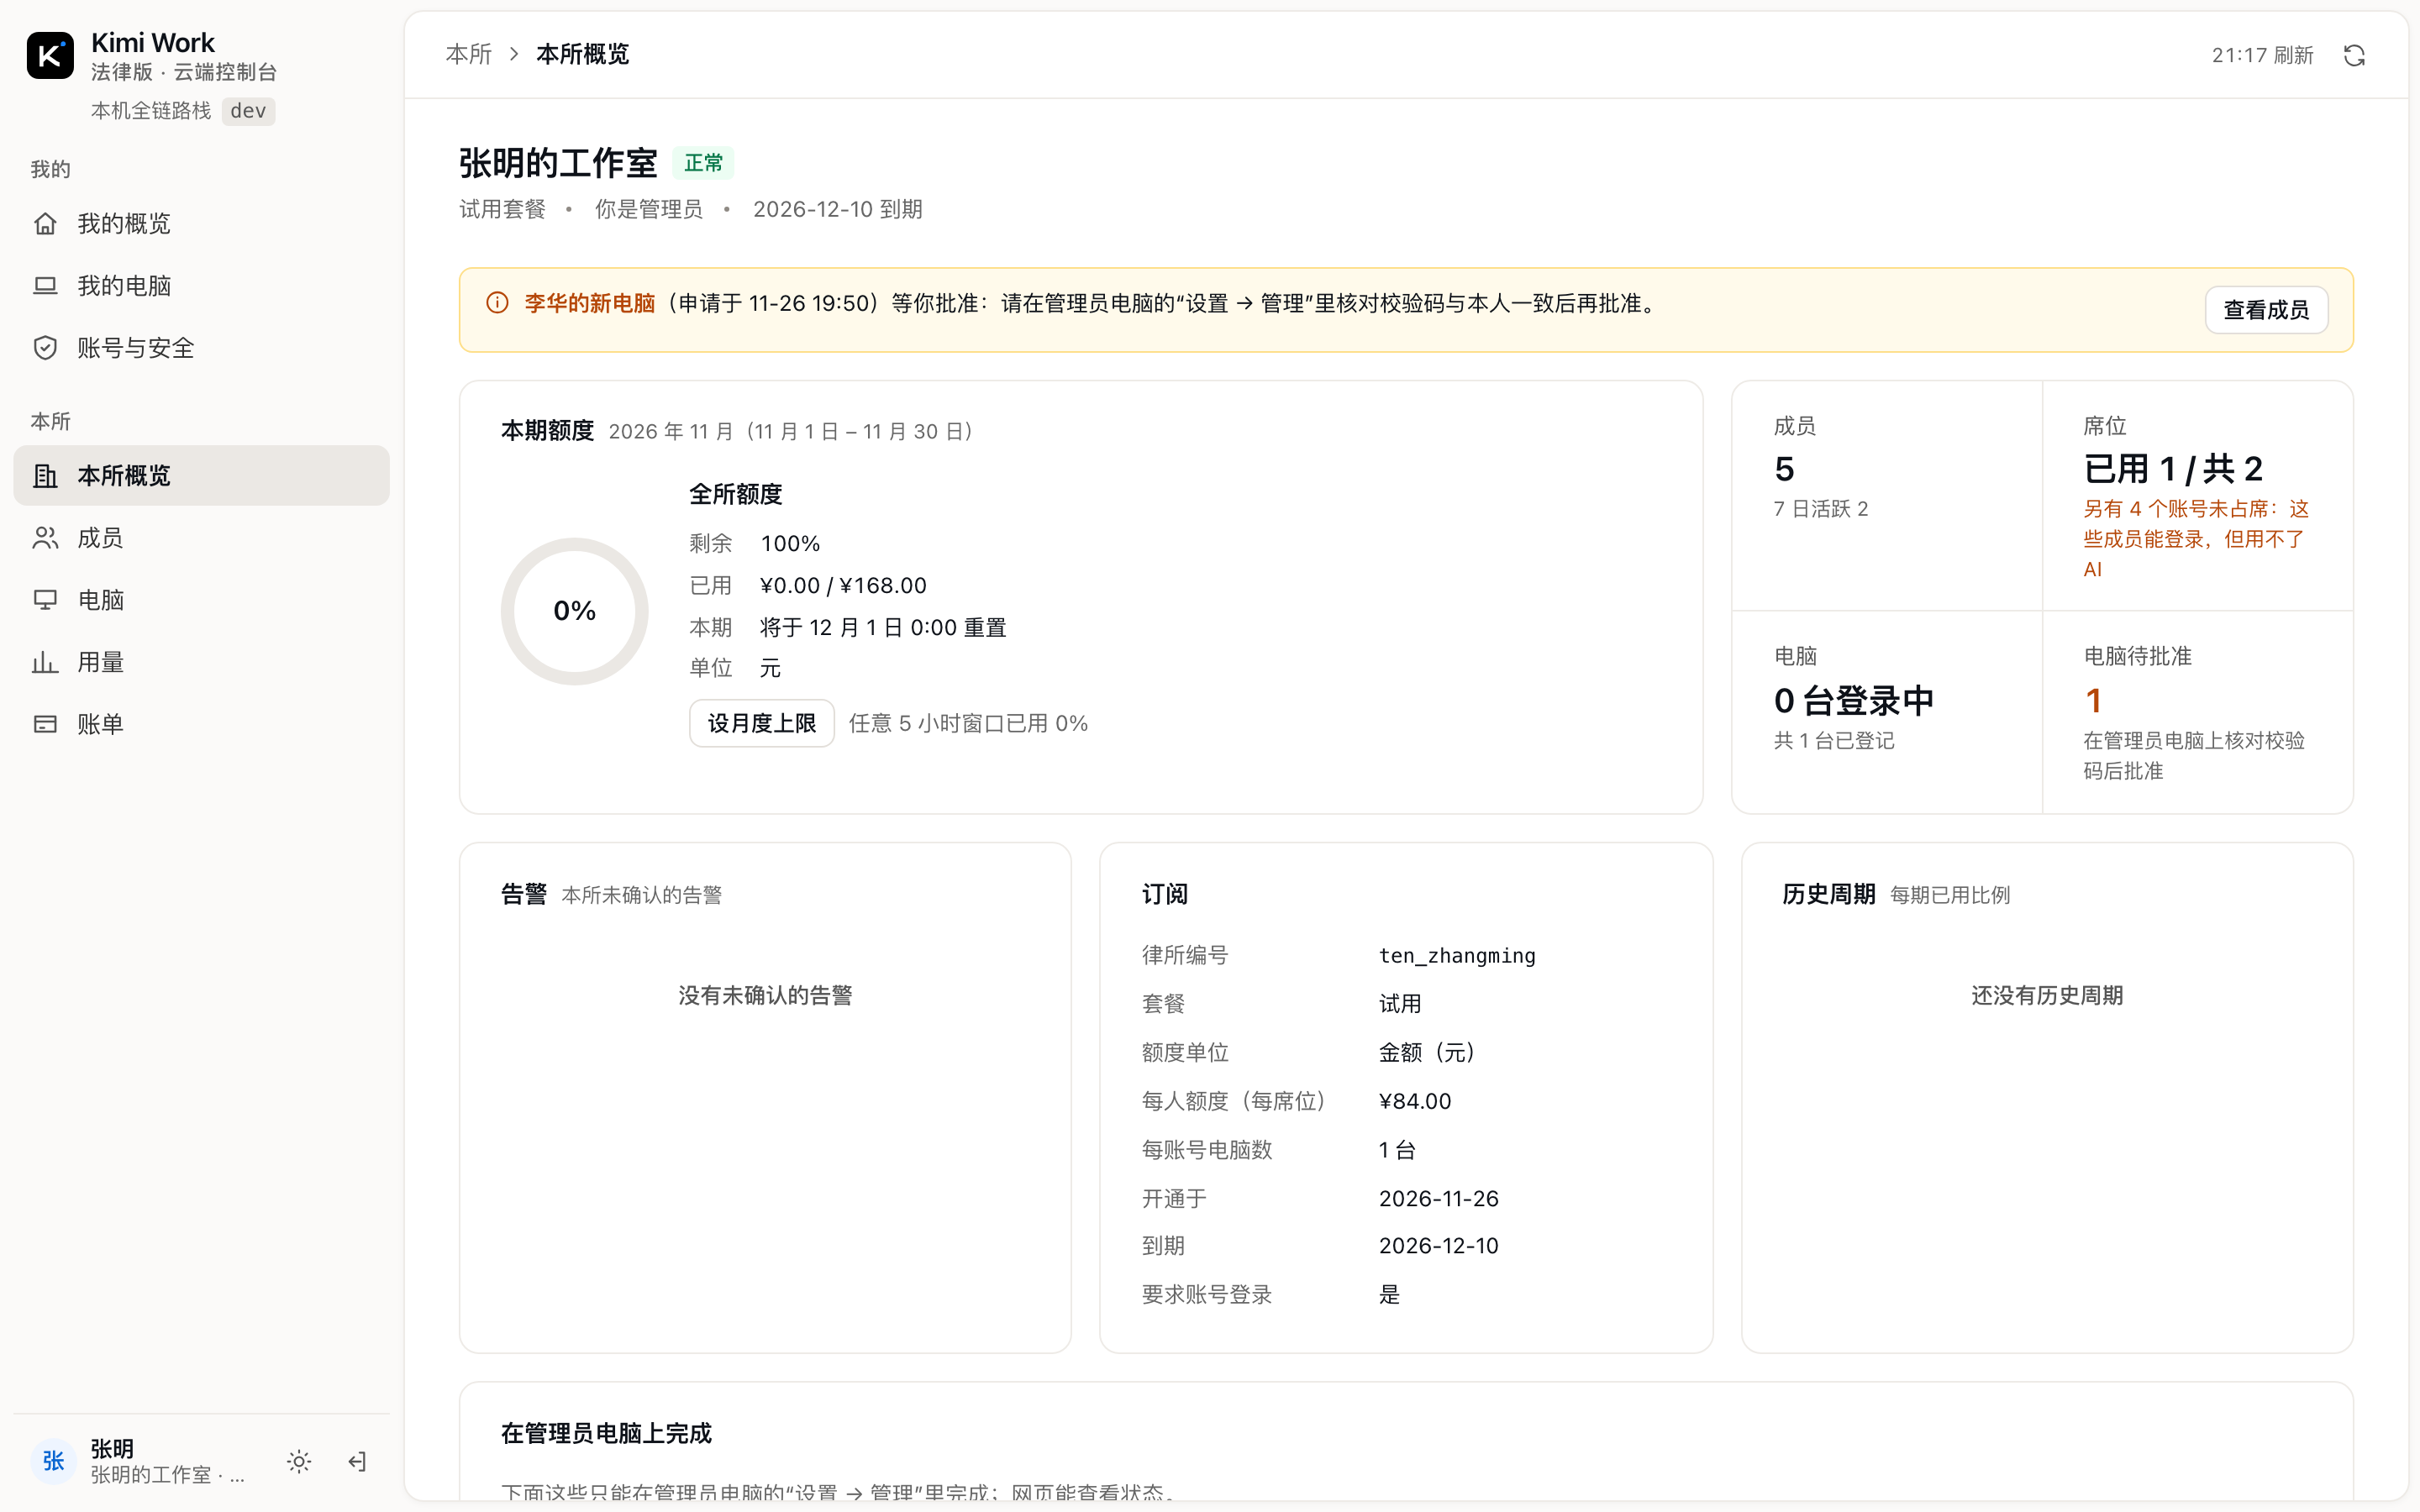 Kimi Work
法律版 · 云端控制台
本机全链路栈 dev
我的
我的概览
我的电脑
账号与安全
本所
本所概览
成员
电脑
用量
账单
张
张明
张明的工作室 · ...
本所 > 本所概览
21:17 刷新
张明的工作室 正常
试用套餐 • 你是管理员 • 2026-12-10 到期
李华的新电脑（申请于 11-26 19:50）等你批准：请在管理员电脑的“设置 → 管理”里核对校验码与本人一致后再批准。
查看成员
本期额度 2026 年 11 月（11 月 1 日 – 11 月 30 日）
0%
全所额度
剩余 100%
已用 ¥0.00 / ¥168.00
本期 将于 12 月 1 日 0:00 重置
单位 元
设月度上限 任意 5 小时窗口已用 0%
成员
5
7 日活跃 2
席位
已用 1 / 共 2
另有 4 个账号未占席：这
些成员能登录，但用不了
AI
电脑
0 台登录中
共 1 台已登记
电脑待批准
1
在管理员电脑上核对校验
码后批准
告警 本所未确认的告警
没有未确认的告警
订阅
律所编号 ten_zhangming
套餐 试用
额度单位 金额（元）
每人额度（每席位） ¥84.00
每账号电脑数 1 台
开通于 2026-11-26
到期 2026-12-10
要求账号登录 是
历史周期 每期已用比例
还没有历史周期
在管理员电脑上完成
下面这些只能在管理员电脑的“设置 → 管理”里完成；网页能查看状态。